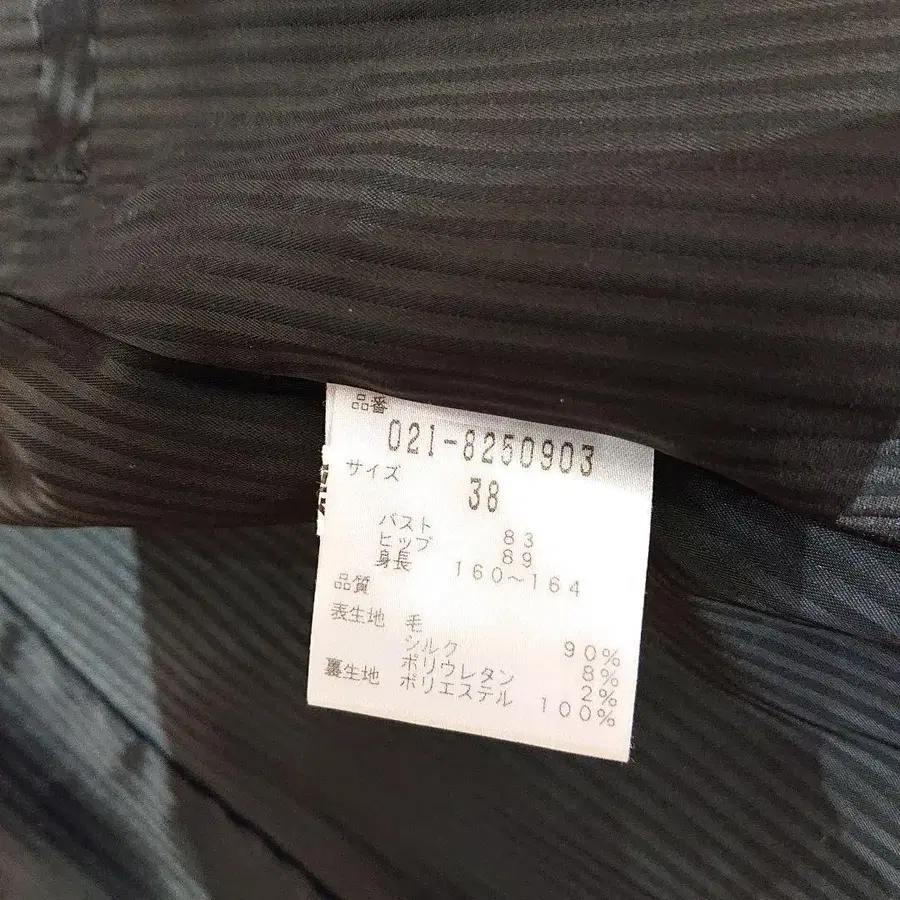 品番
021-8250903
サイズ 38
バスト 83
ヒップ 89
身長 160～164
品質
表生地 毛 90%
シルク 8%
ポリウレタン 2%
裏生地 ポリエステル 100%